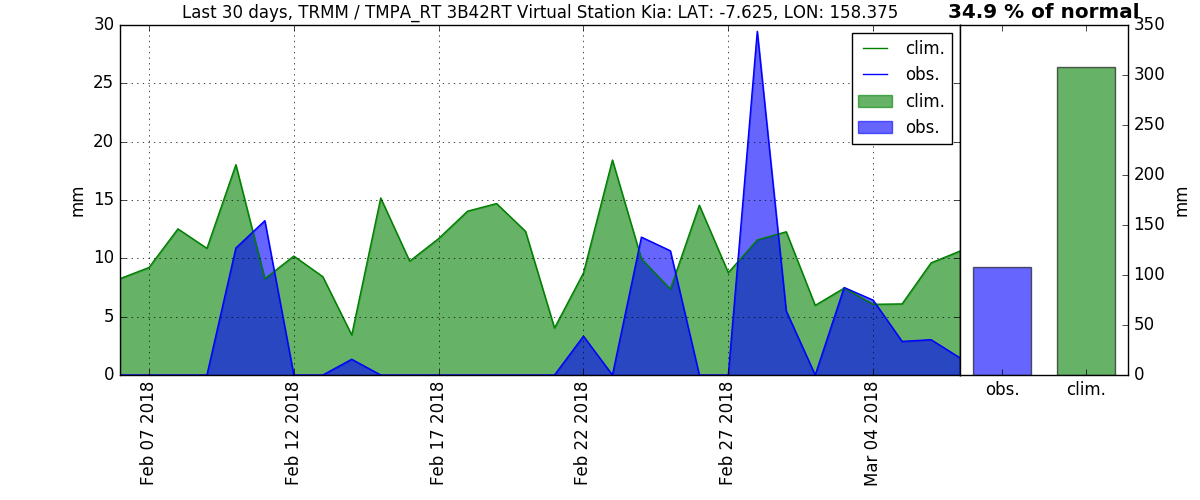 Last 30 days, TRMM / TMPA_RT 3B42RT Virtual Station Kia: LAT: -7.625, LON: 158.375
34.9 % of normal
30
25
20
15
10
5
0
mm
clim.
obs.
clim.
obs.
Feb 07 2018
Feb 12 2018
Feb 17 2018
Feb 22 2018
Feb 27 2018
Mar 04 2018
350
300
250
200
150
100
50
0
mm
obs.
clim.